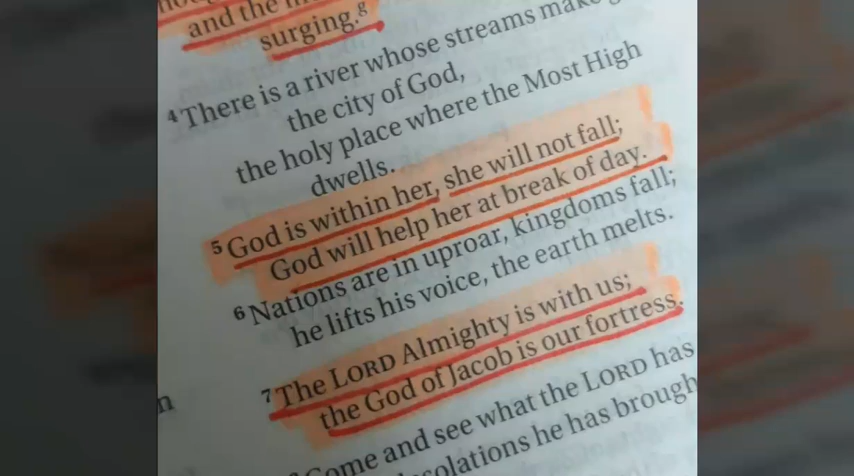 and the
surging.g
4 There is a river whose streams make
the city of God,
the holy place where the Most High
dwells.
5 God is within her, she will not fall;
God will help her at break of day.
6 Nations are in uproar, kingdoms fall;
he lifts his voice, the earth melts.
7 The LORD Almighty is with us;
the God of Jacob is our fortress.
Come and see what the LORD has
he has brough